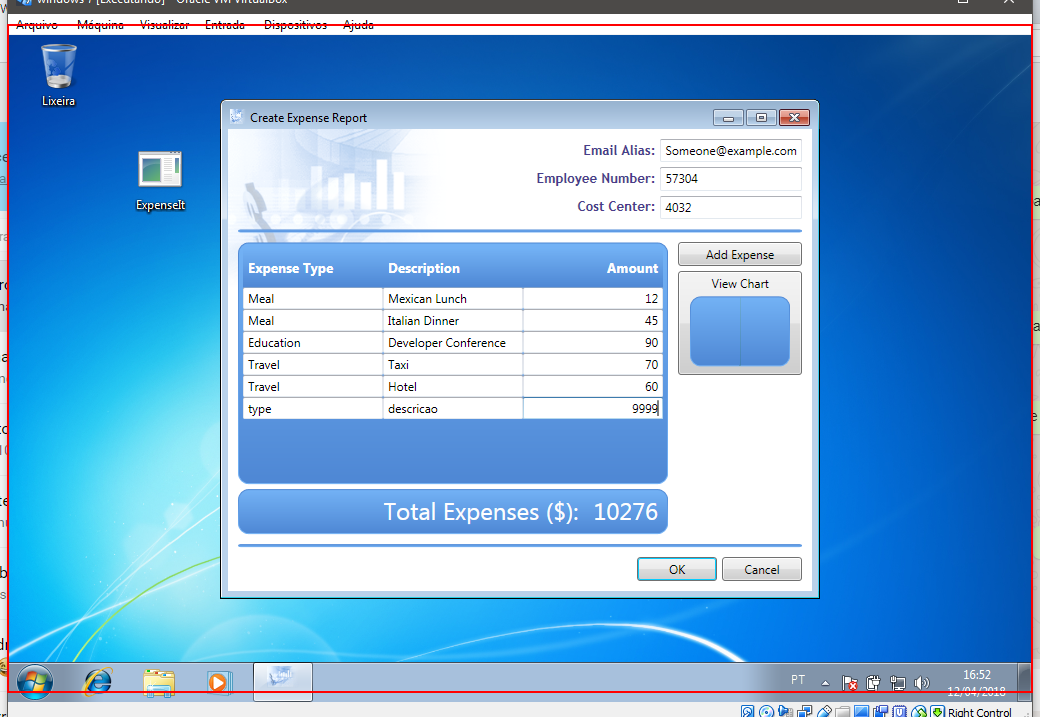 windows 7 [Executando] - Oracle VM VirtualBox
Arquivo Máquina Visualizar Entrada Dispositivos Ajuda
Lixeira
ExpenseIt
Create Expense Report
Email Alias: Someone@example.com
Employee Number: 57304
Cost Center: 4032
Expense Type Description Amount
Meal Mexican Lunch 12
Meal Italian Dinner 45
Education Developer Conference 90
Travel Taxi 70
Travel Hotel 60
type descricao 9999
Total Expenses ($): 10276
Add Expense
View Chart
OK Cancel
PT
16:52
12/04/2018
Right Control